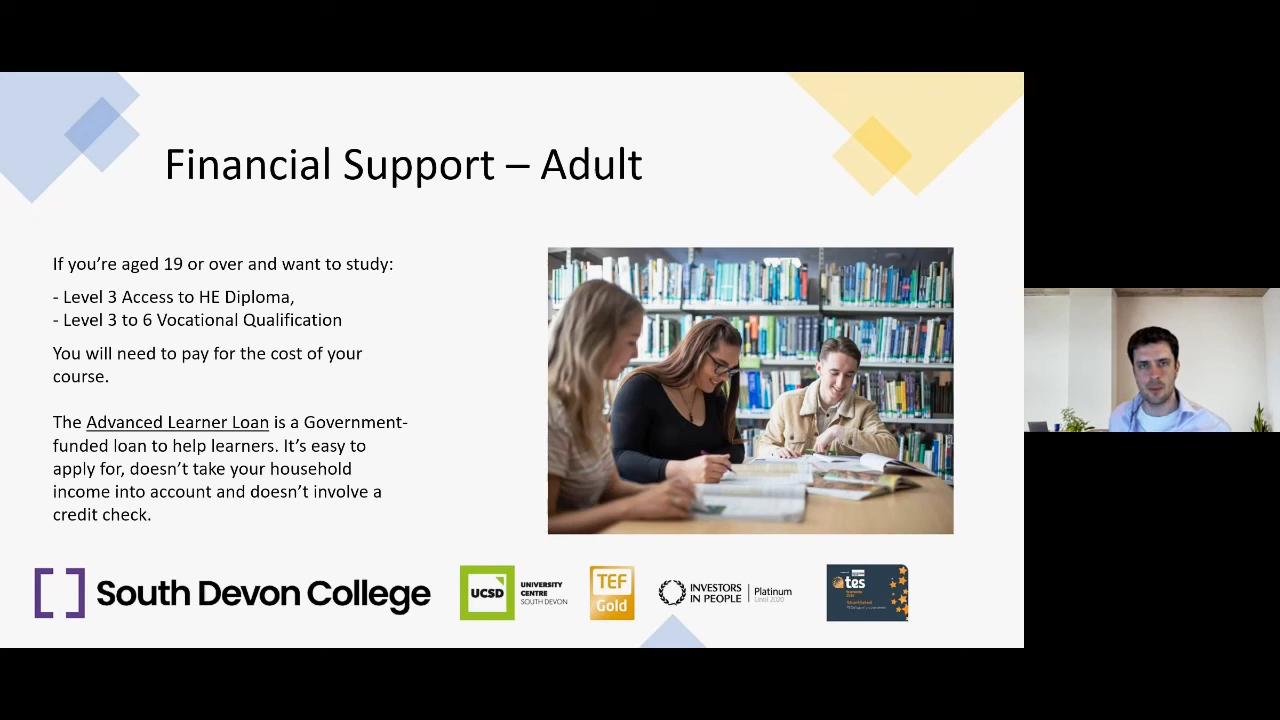 Financial Support – Adult
If you’re aged 19 or over and want to study:
- Level 3 Access to HE Diploma,
- Level 3 to 6 Vocational Qualification
You will need to pay for the cost of your
course.
The Advanced Learner Loan is a Government-
funded loan to help learners. It’s easy to
apply for, doesn’t take your household
income into account and doesn’t involve a
credit check.
South Devon College
UCSD
UNIVERSITY
CENTRE
SOUTH DEVON
TEF
Gold
INVESTORS
IN PEOPLE
Platinum
Until 2020
tes